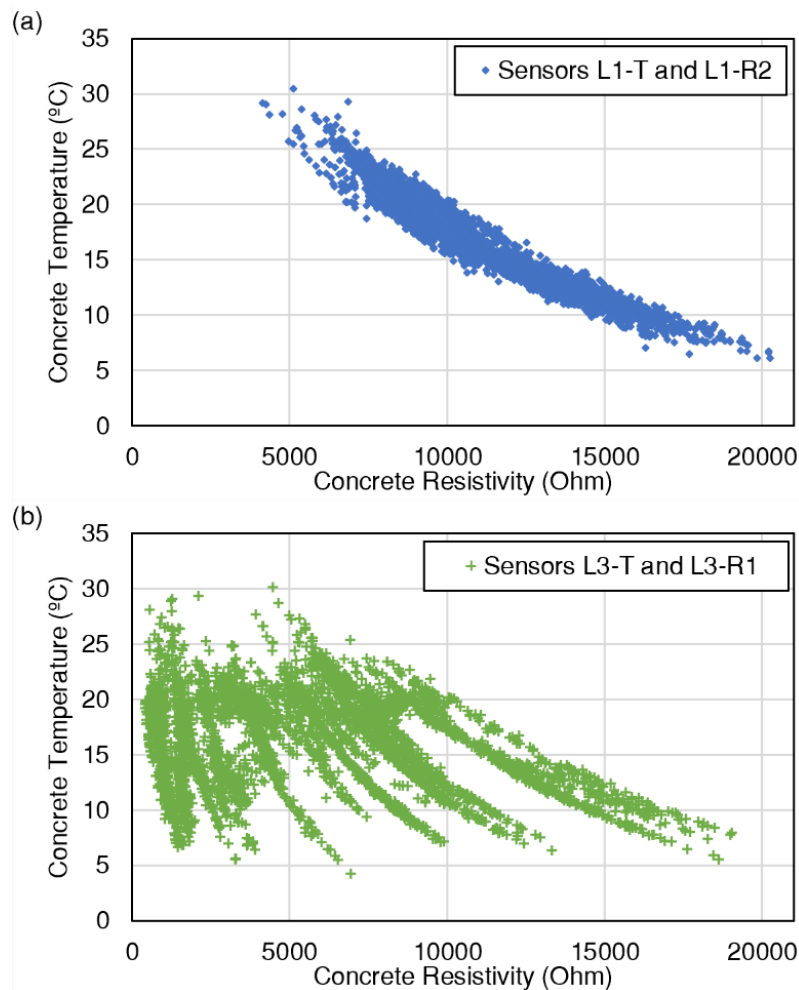 (a)
35
30
25
20
15
10
5
0
Concrete Temperature (ºC)
Sensors L1-T and L1-R2
0 5000 10000 15000 20000
Concrete Resistivity (Ohm)
(b)
35
30
25
20
15
10
5
0
Concrete Temperature (ºC)
Sensors L3-T and L3-R1
0 5000 10000 15000 20000
Concrete Resistivity (Ohm)